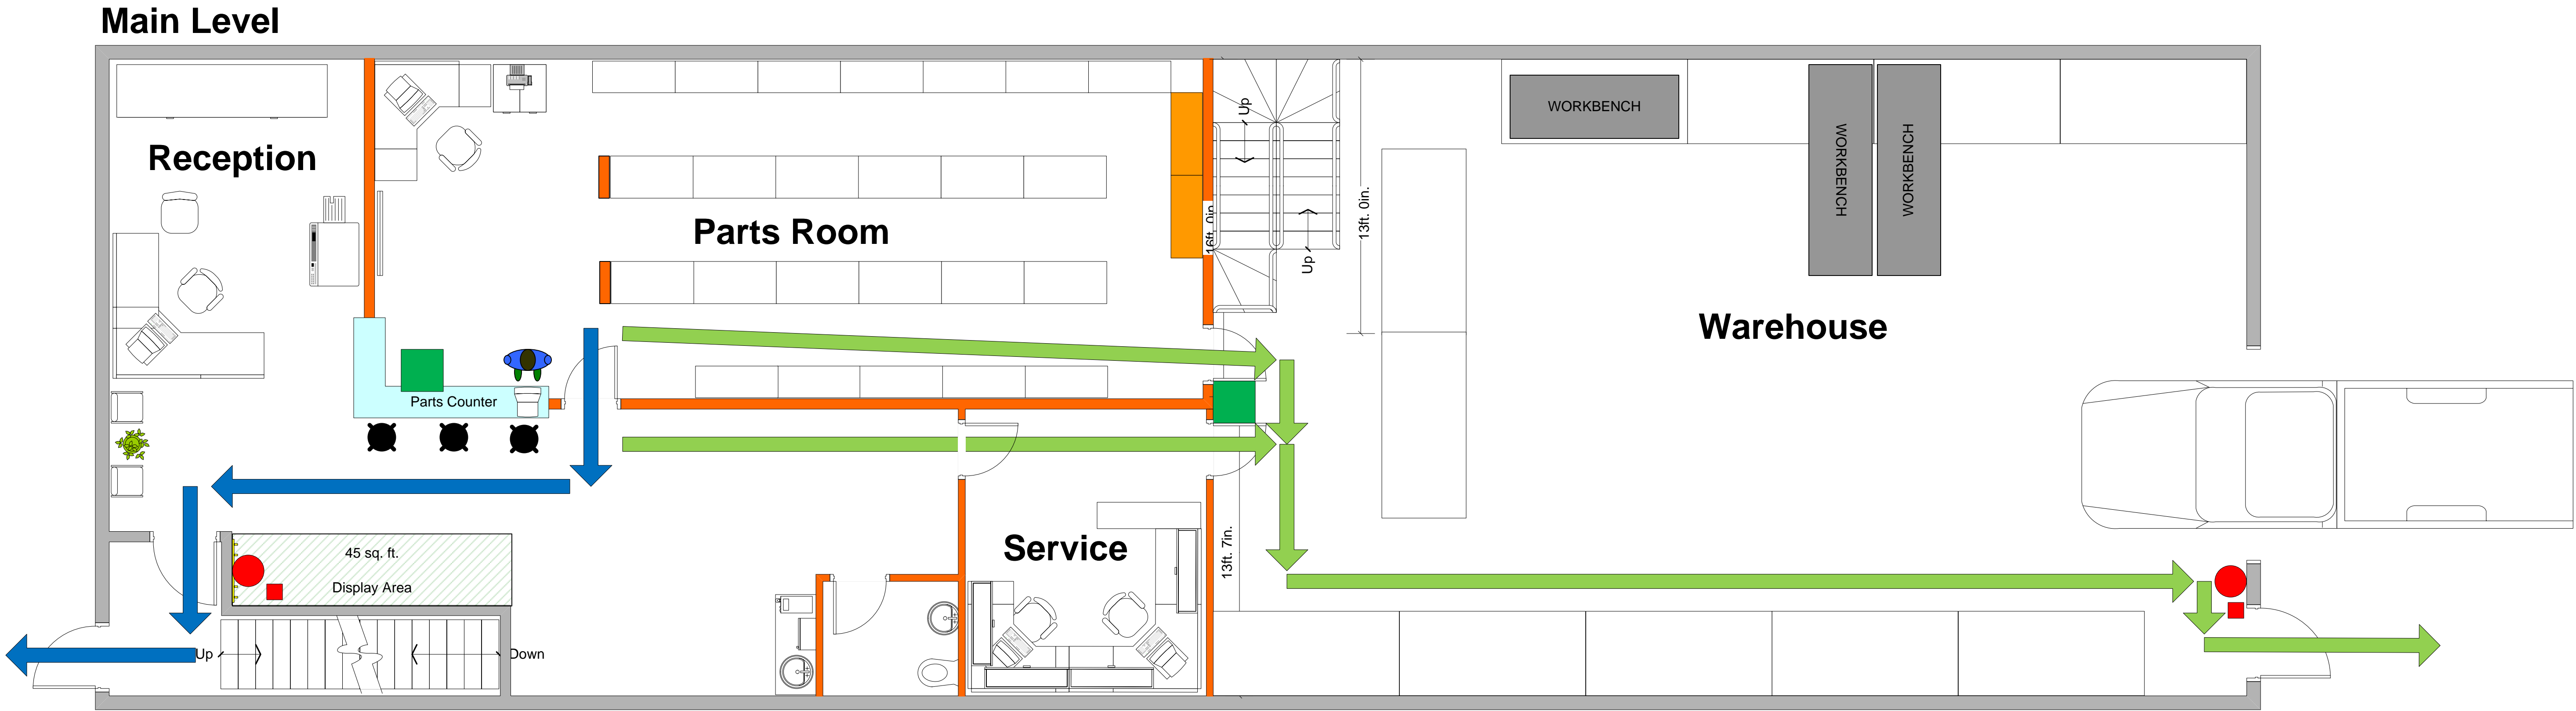 Main Level
Reception
Parts Room
Parts Counter
45 sq. ft.
Display Area
Up
Down
Service
Up
Up
16ft. 0in.
13ft. 0in.
13ft. 7in.
WORKBENCH
WORKBENCH
WORKBENCH
Warehouse